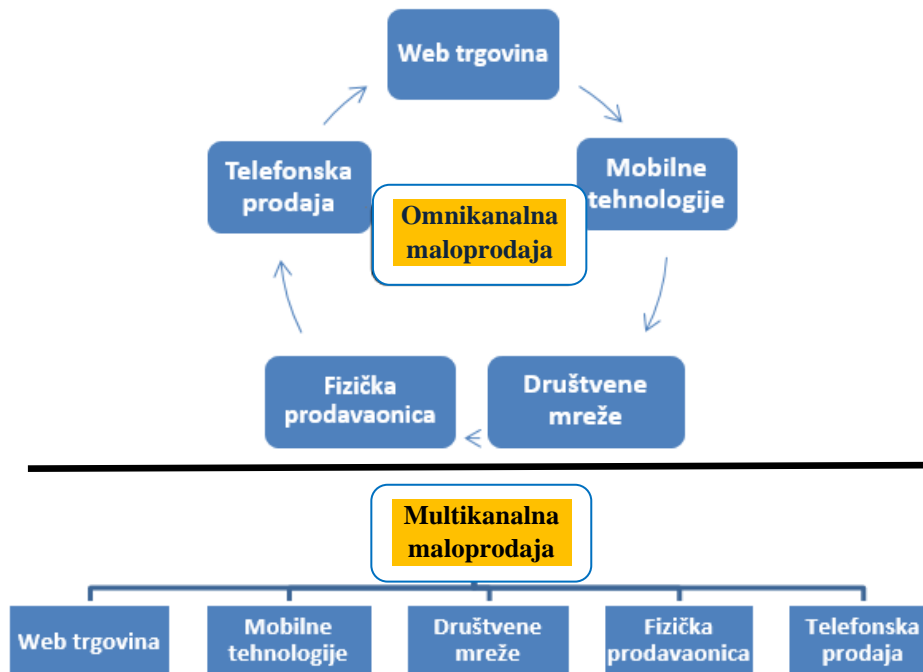 Web trgovina
Telefonska
prodaja
Mobilne
tehnologije
Omnikanalna
maloprodaja
Fizička
prodavaonica
Društvene
mreže
Multikanalna
maloprodaja
Web trgovina
Mobilne
tehnologije
Društvene
mreže
Fizička
prodavaonica
Telefonska
prodaja